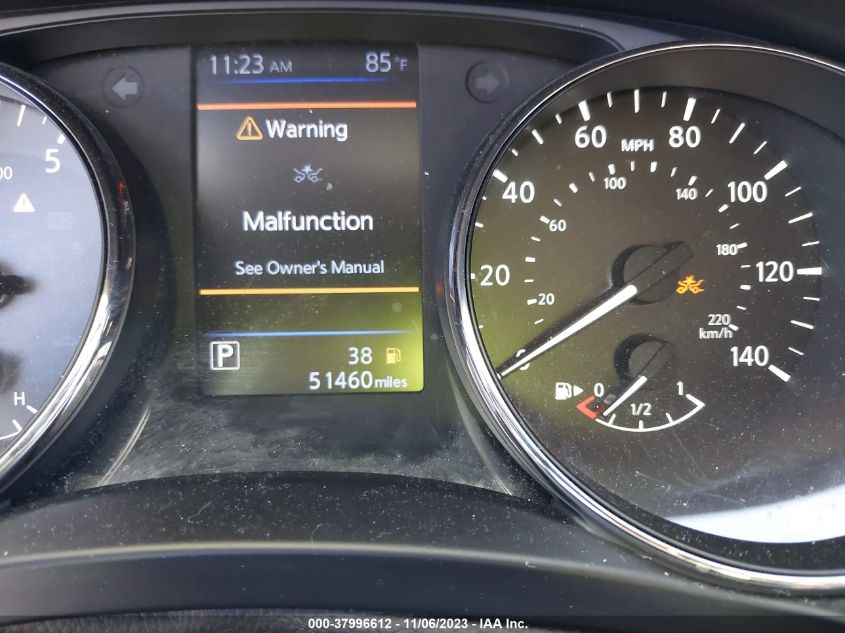 11:23 AM 85 °F
Warning
Malfunction
See Owner's Manual
P 38
51460 miles
5
00
H
0 20 40 60 80 100 120 140
MPH
20 60 100 140 180 220
km/h
0 1/2 1
000-37996612 - 11/06/2023 - IAA Inc.